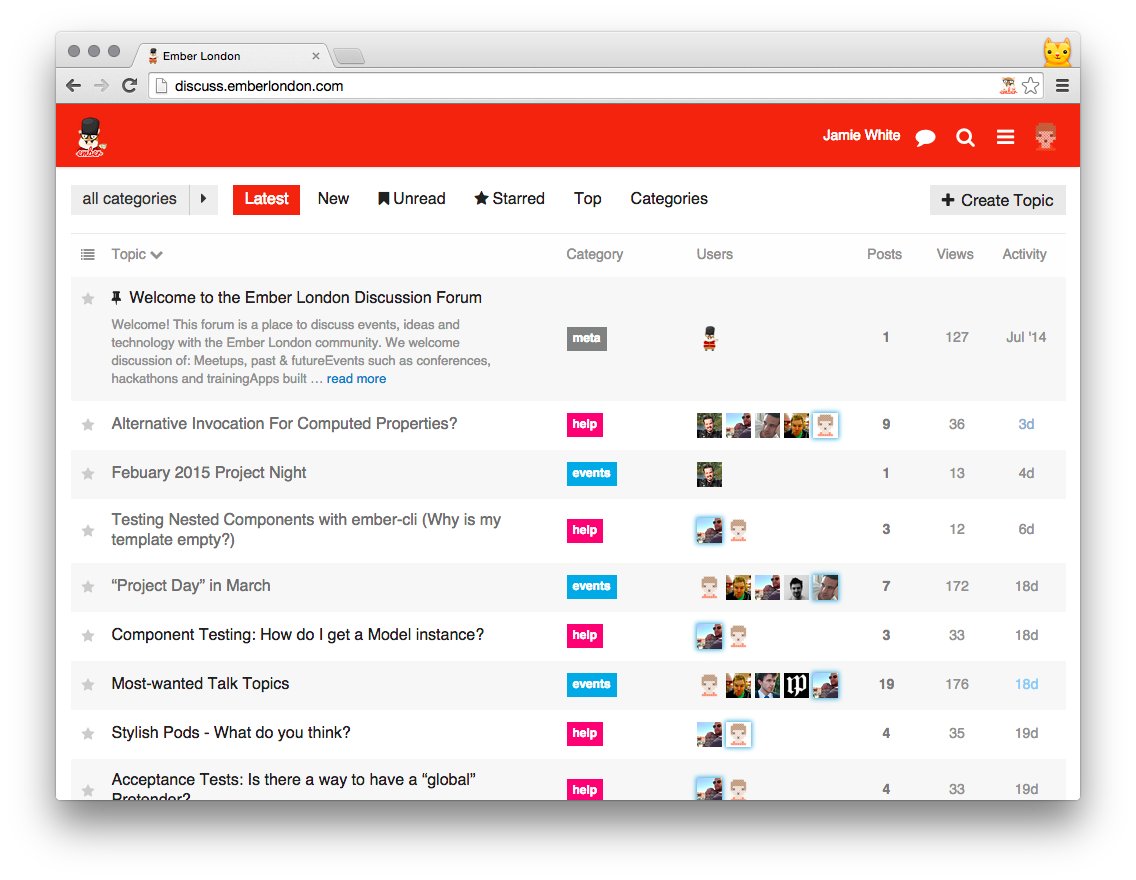 Ember London
discuss.emberlondon.com
ember
Jamie White
all categories
Latest
New
Unread
Starred
Top
Categories
Create Topic
Topic
Category
Users
Posts
Views
Activity
Welcome to the Ember London Discussion Forum
Welcome! This forum is a place to discuss events, ideas and
technology with the Ember London community. We welcome
discussion of: Meetups, past & futureEvents such as conferences,
hackathons and trainingApps built … read more
meta
1
127
Jul '14
Alternative Invocation For Computed Properties?
help
9
36
3d
Febuary 2015 Project Night
events
1
13
4d
Testing Nested Components with ember-cli (Why is my
template empty?)
help
3
12
6d
“Project Day” in March
events
7
172
18d
Component Testing: How do I get a Model instance?
help
3
33
18d
Most-wanted Talk Topics
events
19
176
18d
Stylish Pods - What do you think?
help
4
35
19d
Acceptance Tests: Is there a way to have a “global”
Pretender?
help
4
33
19d